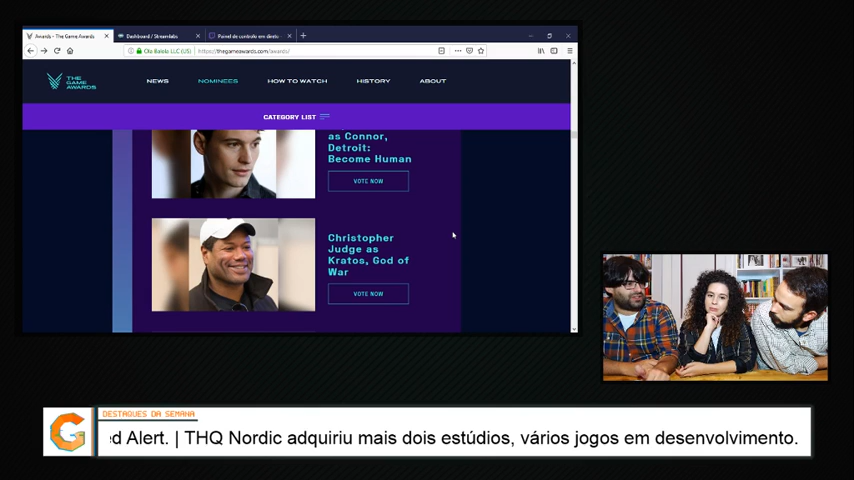 Awards - The Game Awards
Dashboard / Streamlabs
Painel de controlo em direto -
Ola Balola LLC (US)
https://thegameawards.com/awards/
THE
GAME
AWARDS
NEWS
NOMINEES
HOW TO WATCH
HISTORY
ABOUT
CATEGORY LIST
as Connor,
Detroit:
Become Human
VOTE NOW
Christopher
Judge as
Kratos, God of
War
VOTE NOW
DESTAQUES DA SEMANA
ed Alert. | THQ Nordic adquiriu mais dois estúdios, vários jogos em desenvolvimento.